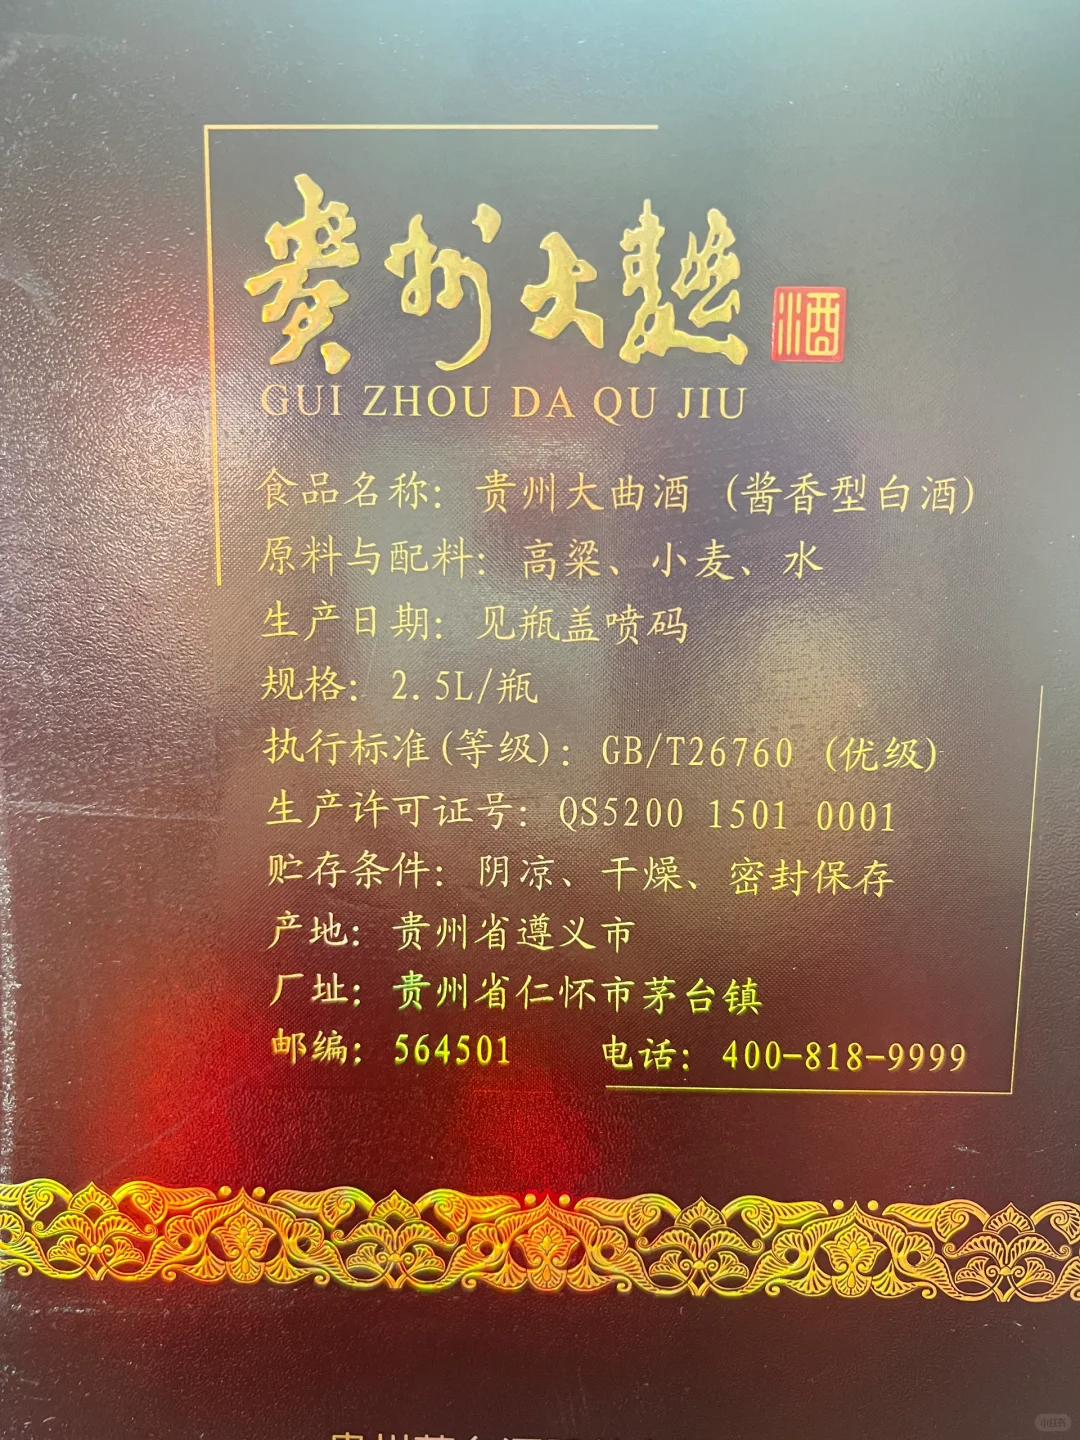 貴州大麯
酒
GUI ZHOU DA QU JIU
食品名称: 贵州大曲酒 (酱香型白酒)
原料与配料: 高粱、小麦、水
生产日期: 见瓶盖喷码
规格: 2.5L/瓶
执行标准(等级): GB/T26760 (优级)
生产许可证号: QS5200 1501 0001
贮存条件: 阴凉、干燥、密封保存
产地: 贵州省遵义市
厂址: 贵州省仁怀市茅台镇
邮编: 564501 电话: 400-818-9999
小红书